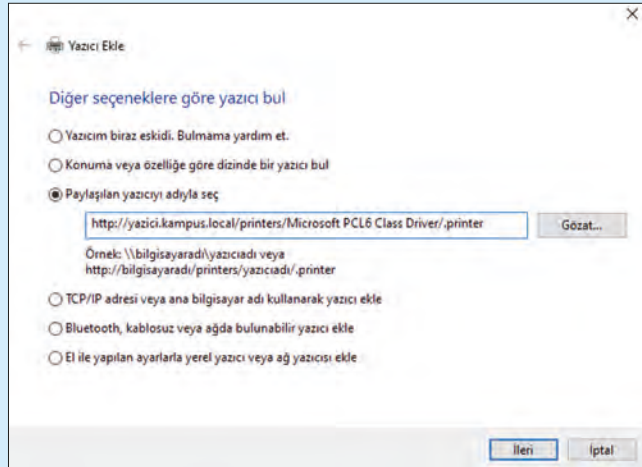 Yazıcı Ekle
Diğer seçeneklere göre yazıcı bul
Yazıcım biraz eskidi. Bulmama yardım et.
Konuma veya özelliğe göre dizinde bir yazıcı bul
Paylaşılan yazıcıyı adıyla seç
http://yazici.kampus.local/printers/Microsoft PCL6 Class Driver/.printer
Gözat...
Örnek: \\bilgisayaradı\yazıcıadı veya
http://bilgisayaradı/printers/yazıcıadı/.printer
TCP/IP adresi veya ana bilgisayar adı kullanarak yazıcı ekle
Bluetooth, kablosuz veya ağda bulunabilir yazıcı ekle
El ile yapılan ayarlarla yerel yazıcı veya ağ yazıcısı ekle
İleri
İptal